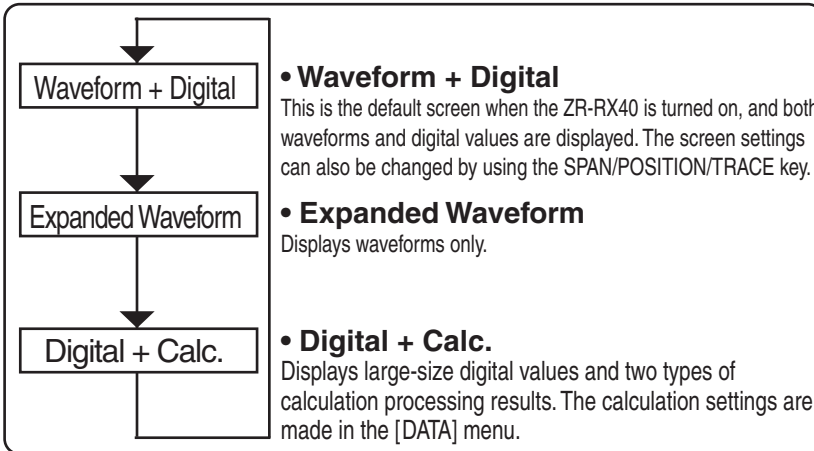 Waveform + Digital
Expanded Waveform
Digital + Calc.
• Waveform + Digital
This is the default screen when the ZR-RX40 is turned on, and both
waveforms and digital values are displayed. The screen settings
can also be changed by using the SPAN/POSITION/TRACE key.
• Expanded Waveform
Displays waveforms only.
• Digital + Calc.
Displays large-size digital values and two types of
calculation processing results. The calculation settings are
made in the [DATA] menu.